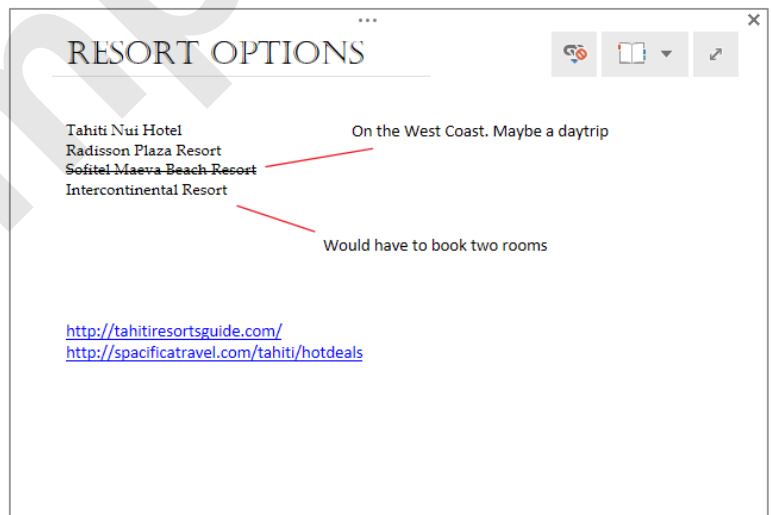 RESORT OPTIONS
Tahiti Nui Hotel
On the West Coast. Maybe a daytrip
Radisson Plaza Resort
Sofitel Maeva Beach Resort
Intercontinental Resort
Would have to book two rooms
http://tahitiresortsguide.com/
http://spacificatravel.com/tahiti/hotdeals